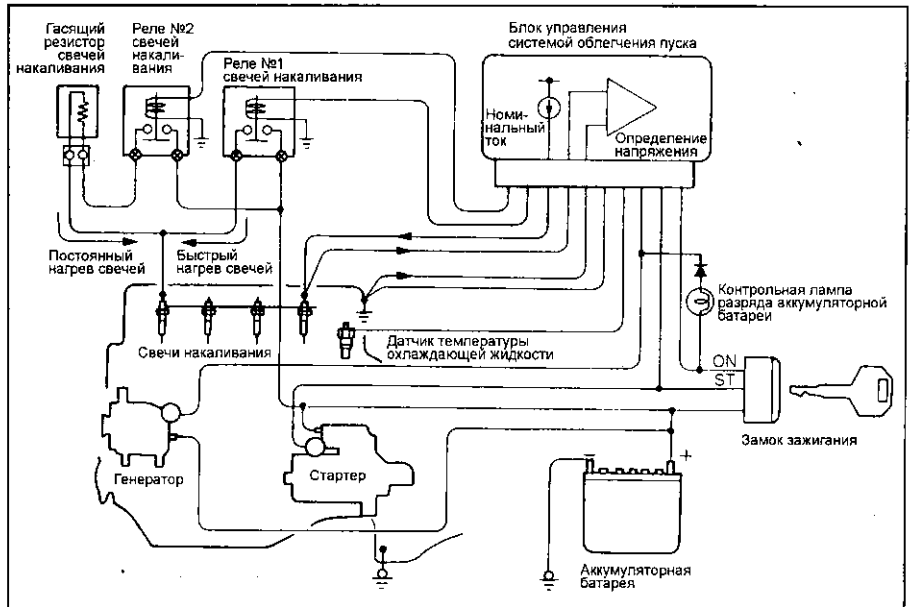 Гасящий
резистор
свечей
накаливания
Реле №2
свечей
накали-
вания
Реле №1
свечей накаливания
Блок управления
системой облегчения пуска
Номи-
нальный
ток
Определение
напряжения
Постоянный
нагрев свечей
Быстрый
нагрев свечей
Свечи накаливания
Датчик температуры
охлаждающей жидкости
Контрольная лампа
разряда аккумуляторной
батареи
ON
ST
Замок зажигания
Генератор
Стартер
– +
Аккумуляторная
батарея